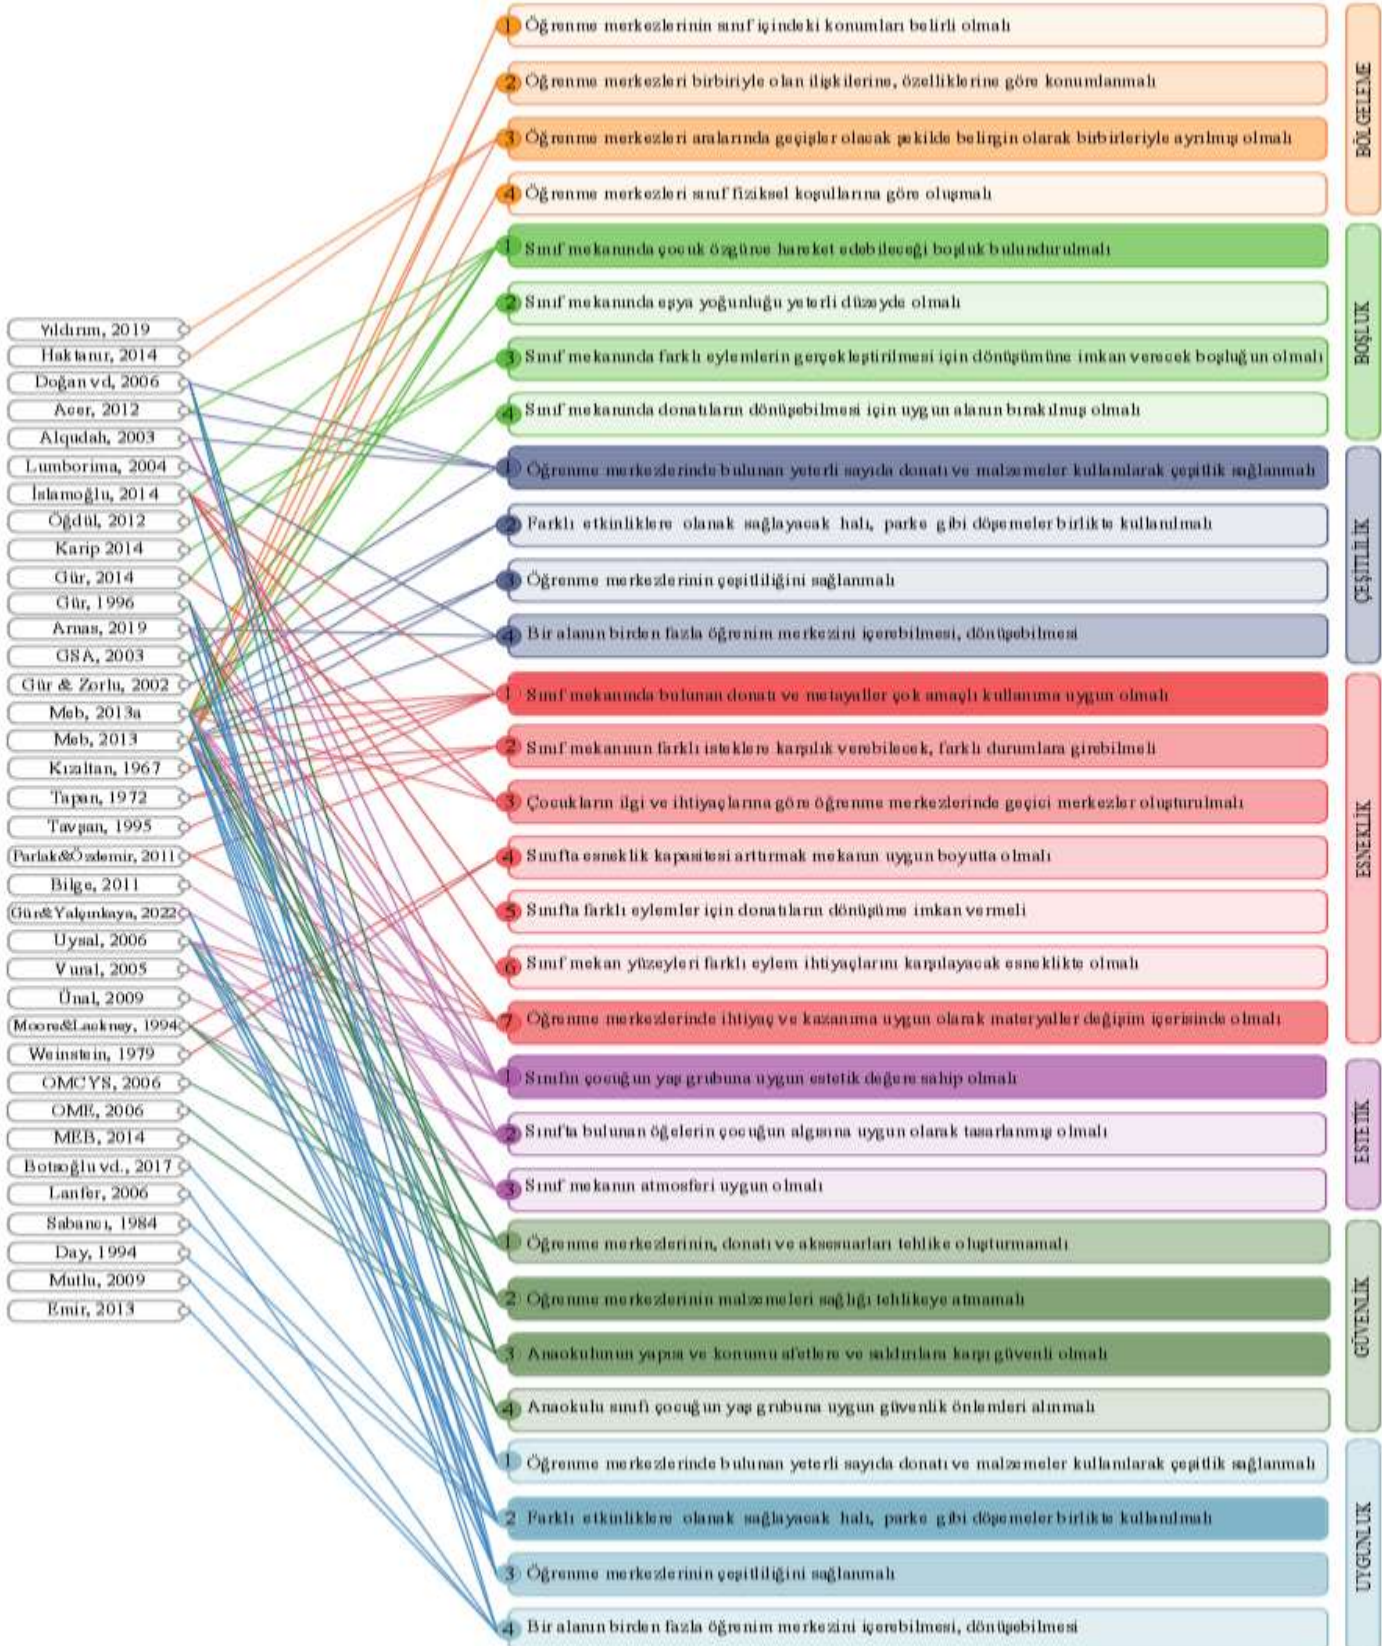 Yıldırım, 2019
Haktanır, 2014
Doğan vd, 2006
Acer, 2012
Alqudah, 2003
Lumborima, 2004
İslamoğlu, 2014
Öğdül, 2012
Karip 2014
Gür, 2014
Gür, 1996
Arnas, 2019
GSA, 2003
Gür & Zorlu, 2002
Meb, 2013a
Meb, 2013
Kızıltan, 1967
Tapan, 1972
Tavşan, 1995
Parlak&Özdemir, 2011
Bilge, 2011
Gür&Yalçınkaya, 2022
Uysal, 2006
Vural, 2005
Ünal, 2009
Moore&Lackney, 1994
Weinstein, 1979
OMCYS, 2006
OME, 2006
MEB, 2014
Botsoğlu vd., 2017
Lanfer, 2006
Sabancı, 1984
Day, 1994
Mutlu, 2009
Emir, 2013
BÖLGELEME
1 Öğrenme merkezlerinin sınıf içindeki konumları belirli olmalı
2 Öğrenme merkezleri birbiriyle olan ilişkilerine, özelliklerine göre konumlanmalı
3 Öğrenme merkezleri aralarında geçişler olacak şekilde belirgin olarak birbirleriyle ayrılmış olmalı
4 Öğrenme merkezleri sınıf fiziksel koşullarına göre oluşmalı
BOŞLUK
1 Sınıf mekanında çocuk özgürce hareket edebileceği boşluk bulundurulmalı
2 Sınıf mekanında eşya yoğunluğu yeterli düzeyde olmalı
3 Sınıf mekanında farklı eylemlerin gerçekleştirilmesi için dönüşümüne imkan verecek boşluğun olmalı
4 Sınıf mekanında donatıların dönüşebilmesi için uygun alanın bırakılmış olmalı
ÇEŞİTLİLİK
1 Öğrenme merkezlerinde bulunan yeterli sayıda donatı ve malzemeler kullanılarak çeşitlik sağlanmalı
2 Farklı etkinliklere olanak sağlayacak halı, parke gibi döşemeler birlikte kullanılmalı
3 Öğrenme merkezlerinin çeşitliliğini sağlanmalı
4 Bir alanın birden fazla öğrenim merkezini içerebilmesi, dönüşebilmesi
ESNEKLİK
1 Sınıf mekanında bulunan donatı ve metayaller çok amaçlı kullanıma uygun olmalı
2 Sınıf mekanının farklı isteklere karşılık verebilecek, farklı durumlara girebilmeli
3 Çocukların ilgi ve ihtiyaçlarına göre öğrenme merkezlerinde geçici merkezler oluşturulmalı
4 Sınıfta esneklik kapasitesi arttırmak mekanın uygun boyutta olmalı
5 Sınıfta farklı eylemler için donatıların dönüşüme imkan vermeli
6 Sınıf mekan yüzeyleri farklı eylem ihtiyaçlarını karşılayacak esneklikte olmalı
7 Öğrenme merkezlerinde ihtiyaç ve kazanıma uygun olarak materyaller değişim içerisinde olmalı
ESTETİK
1 Sınıfın çocuğun yaş grubuna uygun estetik değere sahip olmalı
2 Sınıfta bulunan öğelerin çocuğun algısına uygun olarak tasarlanmış olmalı
3 Sınıf mekanın atmosferi uygun olmalı
GÜVENLİK
1 Öğrenme merkezlerinin, donatı ve aksesuarları tehlike oluşturmamalı
2 Öğrenme merkezlerinin malzemeleri sağlığı tehlikeye atmamalı
3 Anaokulunun yapısı ve konumu afetlere ve saldırılara karşı güvenli olmalı
4 Anaokulu sınıfı çocuğun yaş grubuna uygun güvenlik önlemleri alınmalı
UYGUNLUK
1 Öğrenme merkezlerinde bulunan yeterli sayıda donatı ve malzemeler kullanılarak çeşitlik sağlanmalı
2 Farklı etkinliklere olanak sağlayacak halı, parke gibi döşemeler birlikte kullanılmalı
3 Öğrenme merkezlerinin çeşitliliğini sağlanmalı
4 Bir alanın birden fazla öğrenim merkezini içerebilmesi, dönüşebilmesi